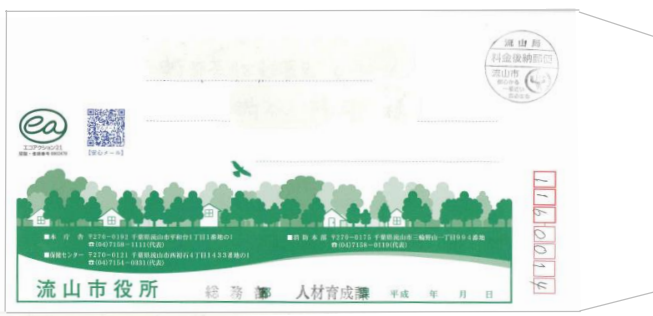 流山局
料金後納郵便
流山市
エコアクション21
【安心メール】
1160014
■本庁舎 〒270-0192 千葉県流山市平和台1丁目1番地の1
☎(04)7158-1111(代表)
■消防本部 〒270-0175 千葉県流山市三輪野山一丁目994番地
☎(04)7158-0119(代表)
■保健センター 〒270-0121 千葉県流山市西初石4丁目1433番地の1
☎(04)7154-0331(代表)
流山市役所 総務部 人材育成課 平成 年 月 日